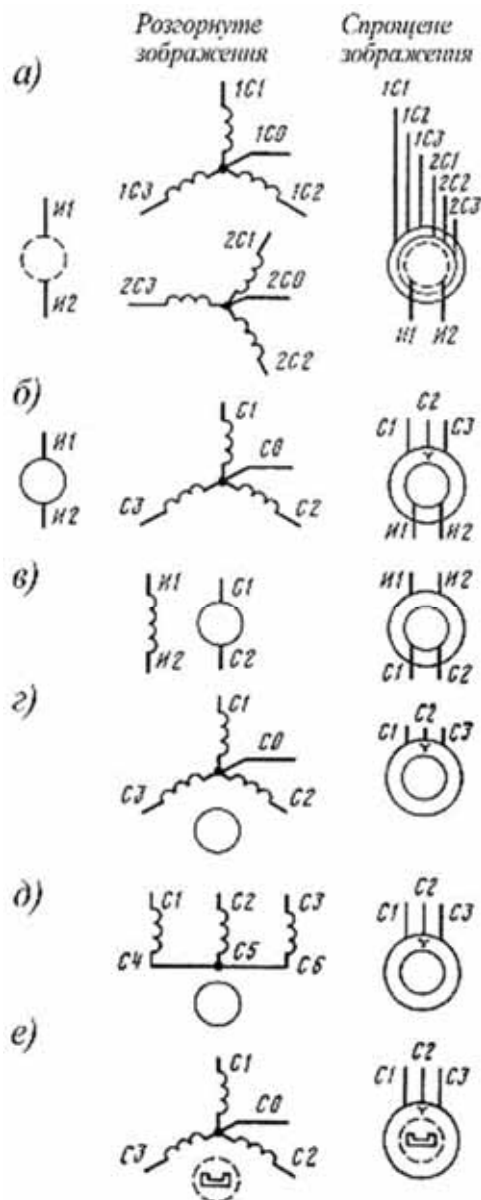 Розгорнуте зображення
Спрощене зображення
а)
1С1
1С0
1С3
1С2
И1
И2
2С1
2С3
2С0
2С2
1С1
1С2
1С3
2С1
2С2
2С3
И1
И2
б)
И1
И2
С1
С0
С3
С2
С2
С1
С3
И1
И2
в)
И1
И2
С1
С2
И1
И2
С1
С2
г)
С1
С0
С3
С2
С2
С1
С3
д)
С1
С2
С3
С4
С5
С6
С2
С1
С3
е)
С1
С0
С3
С2
С2
С1
С3